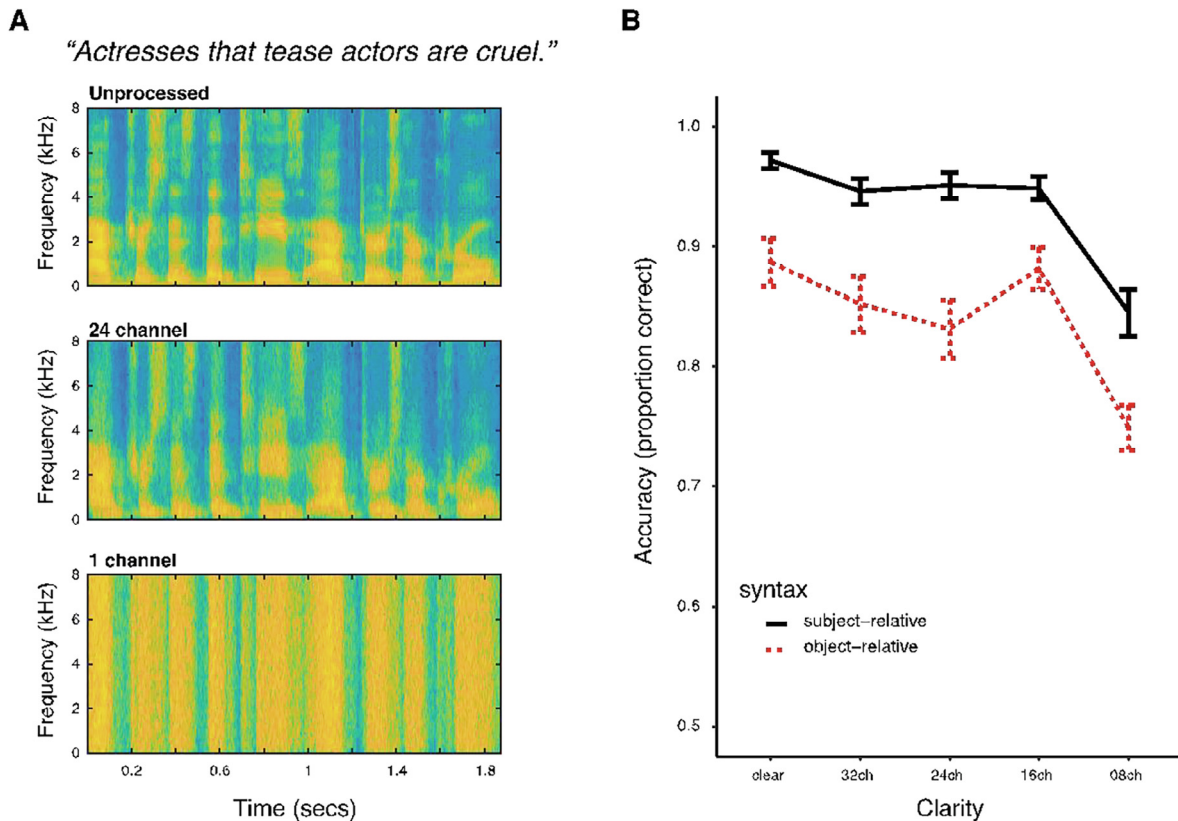 A
"Actresses that tease actors are cruel."
Unprocessed
8
6
4
2
0
Frequency (kHz)
24 channel
8
6
4
2
0
Frequency (kHz)
1 channel
8
6
4
2
0
Frequency (kHz)
0.2 0.6 1 1.4 1.8
Time (secs)
B
1.0
0.9
0.8
0.7
0.6
0.5
Accuracy (proportion correct)
syntax
subject-relative
object-relative
clear 32ch 24ch 16ch 08ch
Clarity